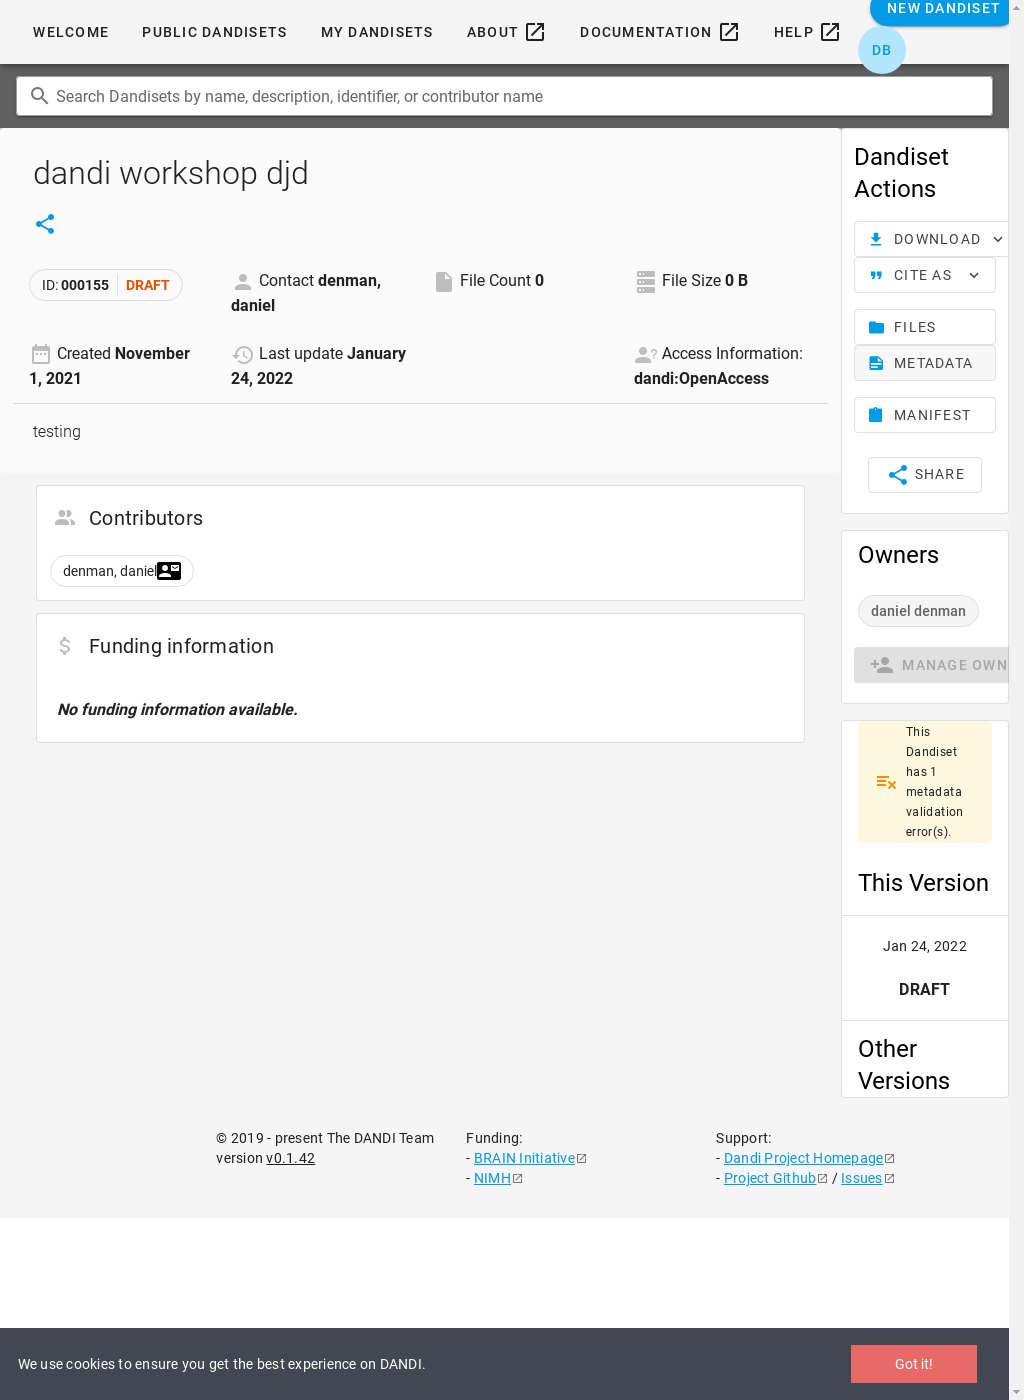 WELCOME PUBLIC DANDISETS MY DANDISETS ABOUT DOCUMENTATION HELP NEW DANDISET
DB
Search Dandisets by name, description, identifier, or contributor name
dandi workshop djd
ID: 000155 DRAFT
Contact denman,
daniel
File Count 0
File Size 0 B
Created November
1, 2021
Last update January
24, 2022
Access Information:
dandi:OpenAccess
testing
Contributors
denman, daniel
Funding information
No funding information available.
Dandiset
Actions
DOWNLOAD
CITE AS
FILES
METADATA
MANIFEST
SHARE
Owners
daniel denman
MANAGE OWN
This
Dandiset
has 1
metadata
validation
error(s).
This Version
Jan 24, 2022
DRAFT
Other
Versions
© 2019 - present The DANDI Team
version v0.1.42
Funding:
- BRAIN Initiative
- NIMH
Support:
- Dandi Project Homepage
- Project Github / Issues
We use cookies to ensure you get the best experience on DANDI.
Got it!